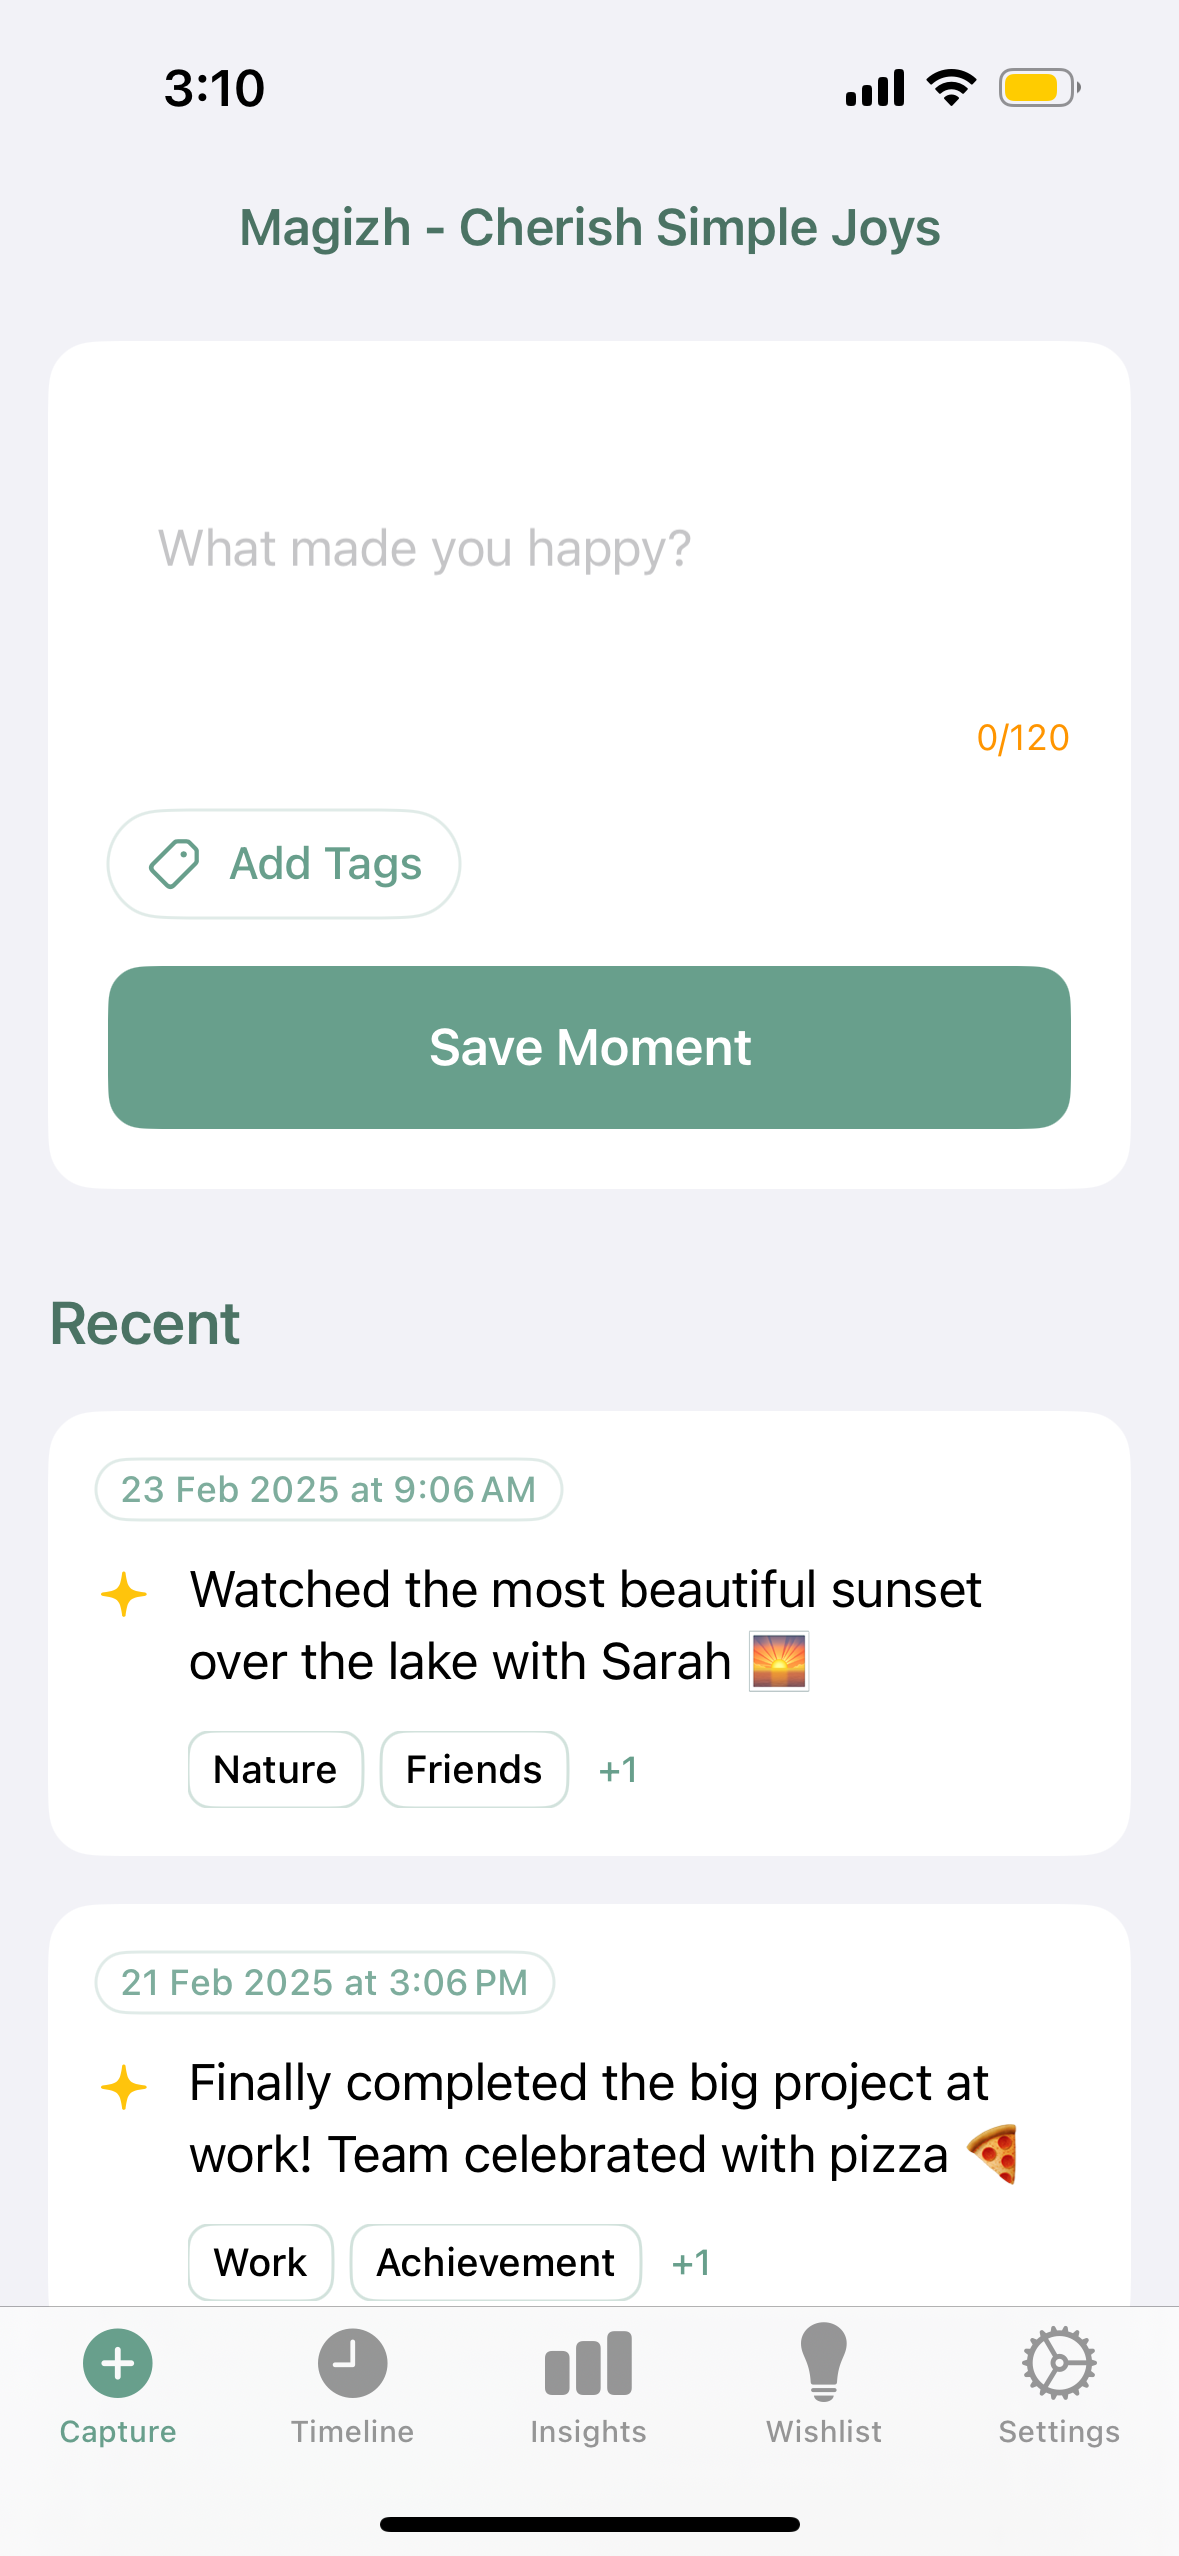 3:10
Magizh - Cherish Simple Joys
What made you happy?
0/120
Add Tags
Save Moment
Recent
23 Feb 2025 at 9:06 AM
Watched the most beautiful sunset
over the lake with Sarah 🌅
Nature Friends +1
21 Feb 2025 at 3:06 PM
Finally completed the big project at
work! Team celebrated with pizza 🍕
Work Achievement +1
Capture Timeline Insights Wishlist Settings